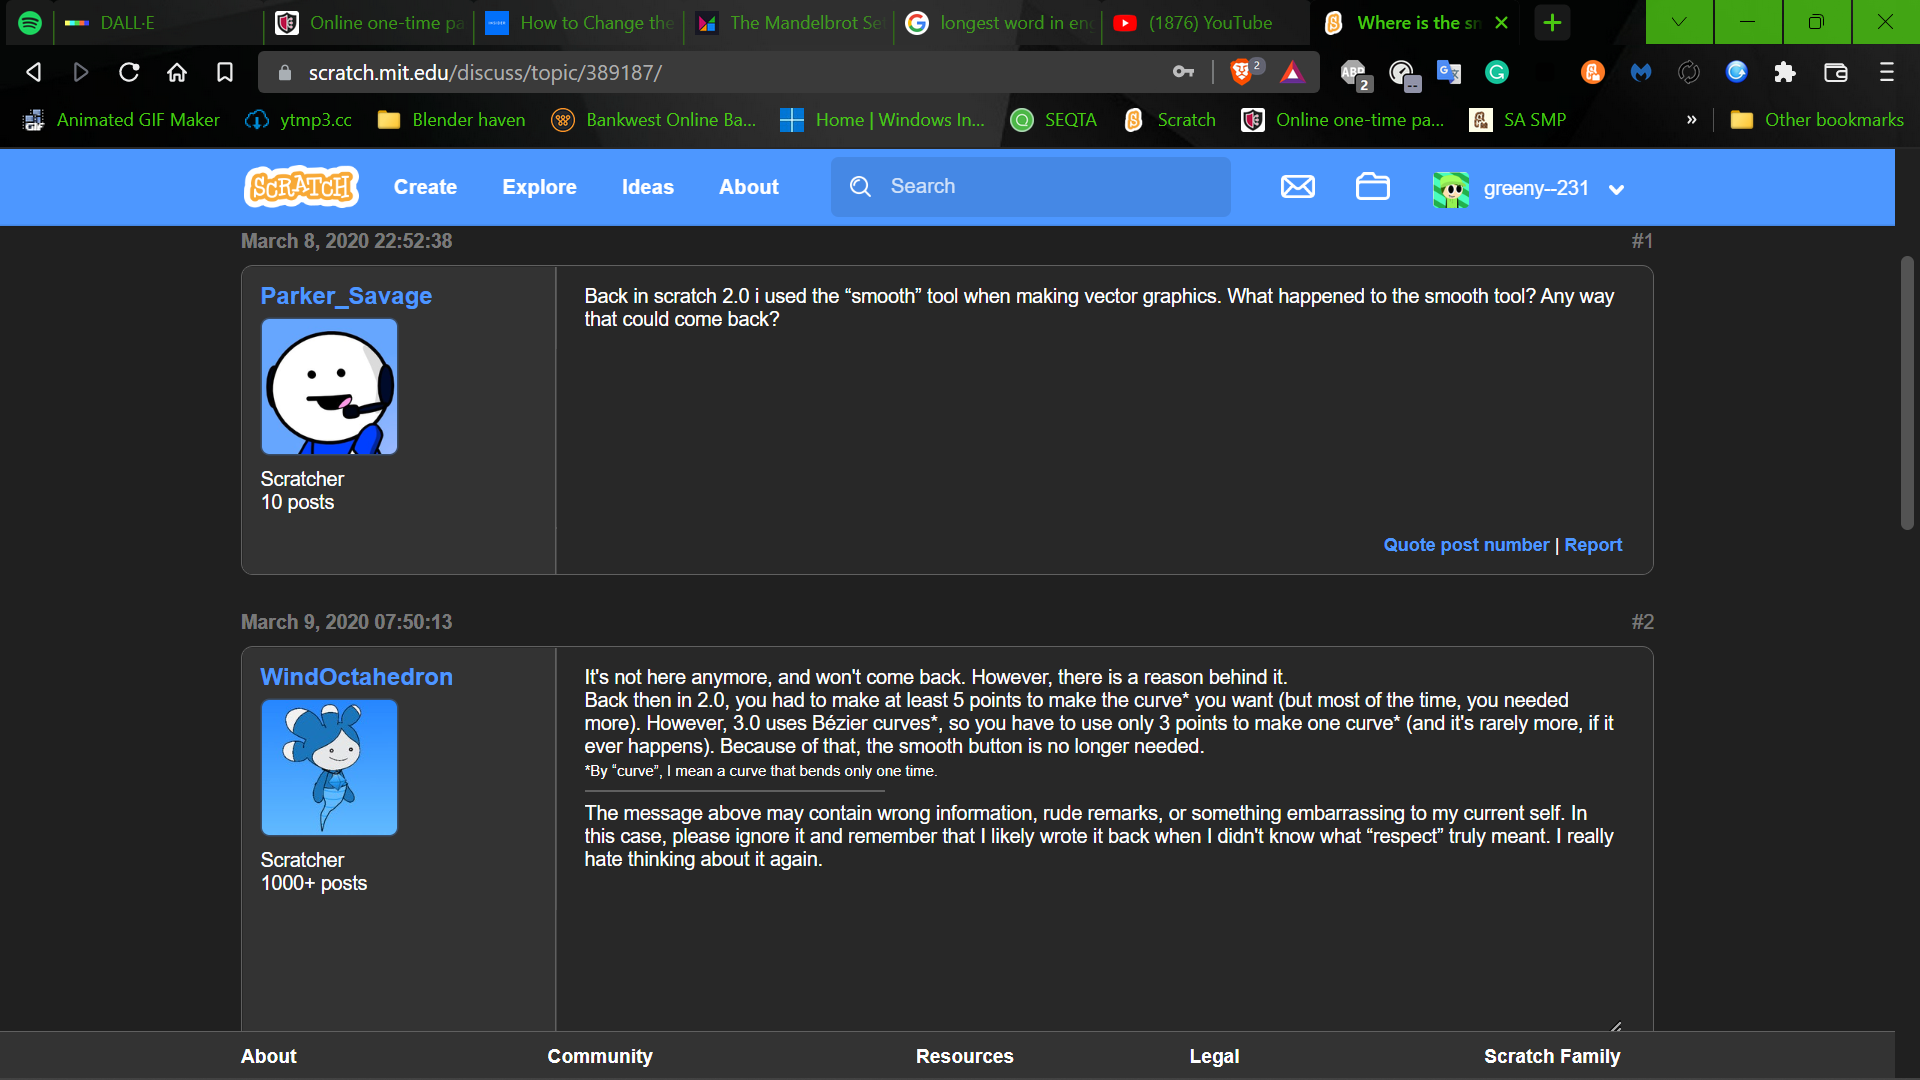 DALL·E
Online one-time pa
How to Change the
The Mandelbrot Set
longest word in eng
(1876) YouTube
Where is the sm
scratch.mit.edu/discuss/topic/389187/
2
ABP
2
--
Animated GIF Maker
ytmp3.cc
Blender haven
Bankwest Online Ba...
Home | Windows In...
SEQTA
Scratch
Online one-time pa...
SA SMP
»
Other bookmarks
SCRATCH
Create
Explore
Ideas
About
Search
greeny--231
March 8, 2020 22:52:38
#1
Parker_Savage
Scratcher
10 posts
Back in scratch 2.0 i used the “smooth” tool when making vector graphics. What happened to the smooth tool? Any way
that could come back?
Quote post number | Report
March 9, 2020 07:50:13
#2
WindOctahedron
Scratcher
1000+ posts
It's not here anymore, and won't come back. However, there is a reason behind it.
Back then in 2.0, you had to make at least 5 points to make the curve* you want (but most of the time, you needed
more). However, 3.0 uses Bézier curves*, so you have to use only 3 points to make one curve* (and it's rarely more, if it
ever happens). Because of that, the smooth button is no longer needed.
*By “curve”, I mean a curve that bends only one time.
The message above may contain wrong information, rude remarks, or something embarrassing to my current self. In
this case, please ignore it and remember that I likely wrote it back when I didn't know what “respect” truly meant. I really
hate thinking about it again.
About
Community
Resources
Legal
Scratch Family